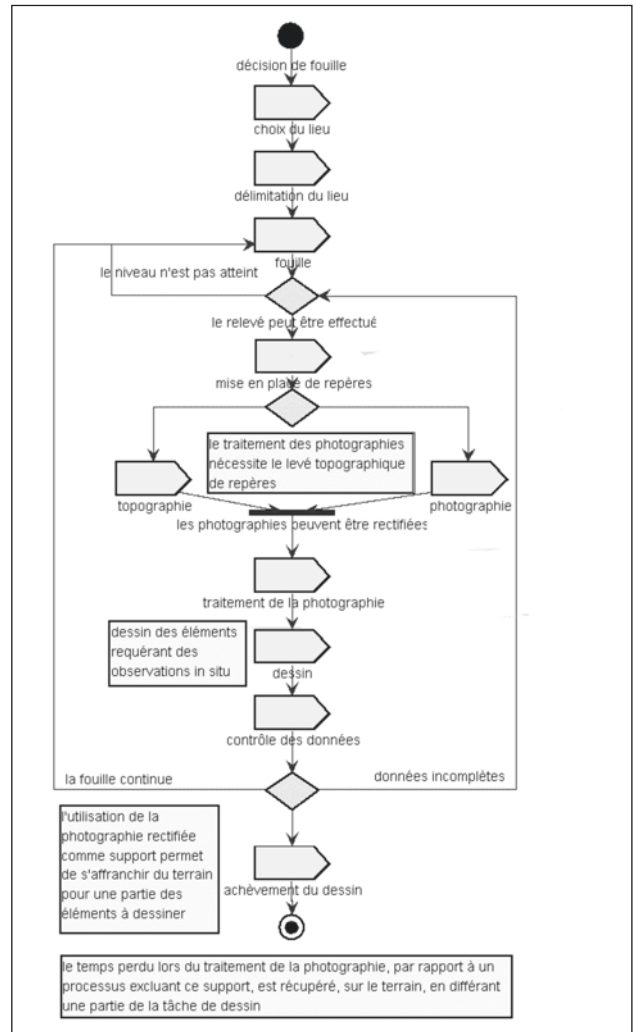 décision de fouille
choix du lieu
délimitation du lieu
fouille
le niveau n'est pas atteint
le relevé peut être effectué
mise en place de repères
le traitement des photographies
nécessite le levé topographique
de repères
topographie
photographie
les photographies peuvent être rectifiées
traitement de la photographie
dessin des éléments
requérant des
observations in situ
dessin
contrôle des données
la fouille continue
données incomplètes
l'utilisation de la
photographie rectifiée
comme support permet
de s'affranchir du terrain
pour une partie des
éléments à dessiner
achèvement du dessin
le temps perdu lors du traitement de la photographie, par rapport à un
processus excluant ce support, est récupéré, sur le terrain, en différant
une partie de la tâche de dessin